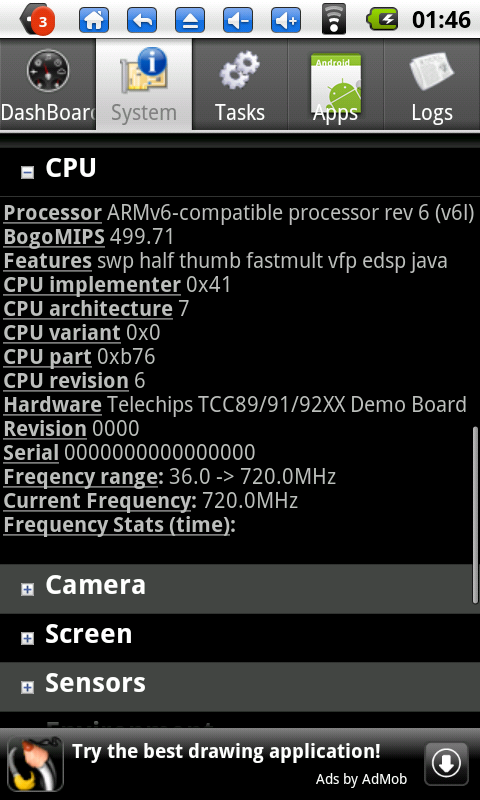 3
01:46
DashBoard
System
Tasks
Android
Apps
Logs
CPU
Processor ARMv6-compatible processor rev 6 (v6l)
BogoMIPS 499.71
Features swp half thumb fastmult vfp edsp java
CPU implementer 0x41
CPU architecture 7
CPU variant 0x0
CPU part 0xb76
CPU revision 6
Hardware Telechips TCC89/91/92XX Demo Board
Revision 0000
Serial 0000000000000000
Freqency range: 36.0 -> 720.0MHz
Current Frequency: 720.0MHz
Frequency Stats (time):
Camera
Screen
Sensors
Environment
Try the best drawing application!
Ads by AdMob